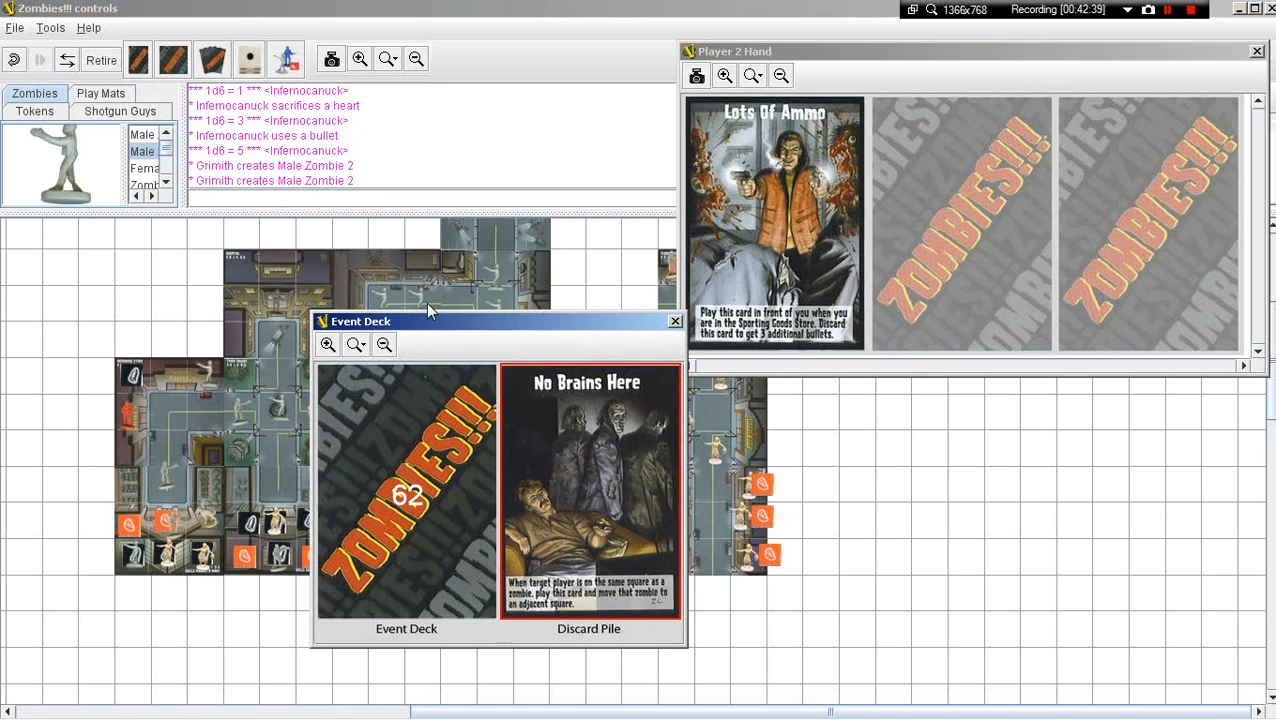 Zombies!!! controls
1366x768
Recording [00:42:39]
File Tools Help
Retire
Zombies
Play Mats
Tokens
Shotgun Guys
Male
Male
Fema
Zomb
*** 1d6 = 1 *** <Infernocanuck>
* Infernocanuck sacrifices a heart
*** 1d6 = 3 *** <Infernocanuck>
* Infernocanuck uses a bullet
*** 1d6 = 5 *** <Infernocanuck>
* Grimith creates Male Zombie 2
* Grimith creates Male Zombie 2
Player 2 Hand
Lots Of Ammo
Play this card in front of you when you
are in the Sporting Goods Store. Discard
this card to get 3 additional bullets.
ZOMBIES!!!
ZOMBIES!!!
Event Deck
ZOMBIES!!!
62
Event Deck
No Brains Here
When target player is on the same square as a
zombie, play this card and move that zombie to
an adjacent square.
ZC
Discard Pile